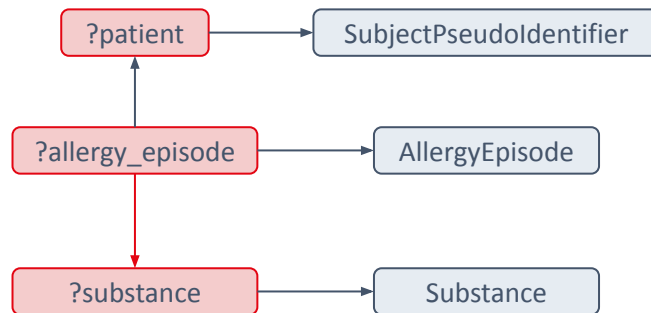 ?patient
SubjectPseudoIdentifier
?allergy_episode
AllergyEpisode
?substance
Substance